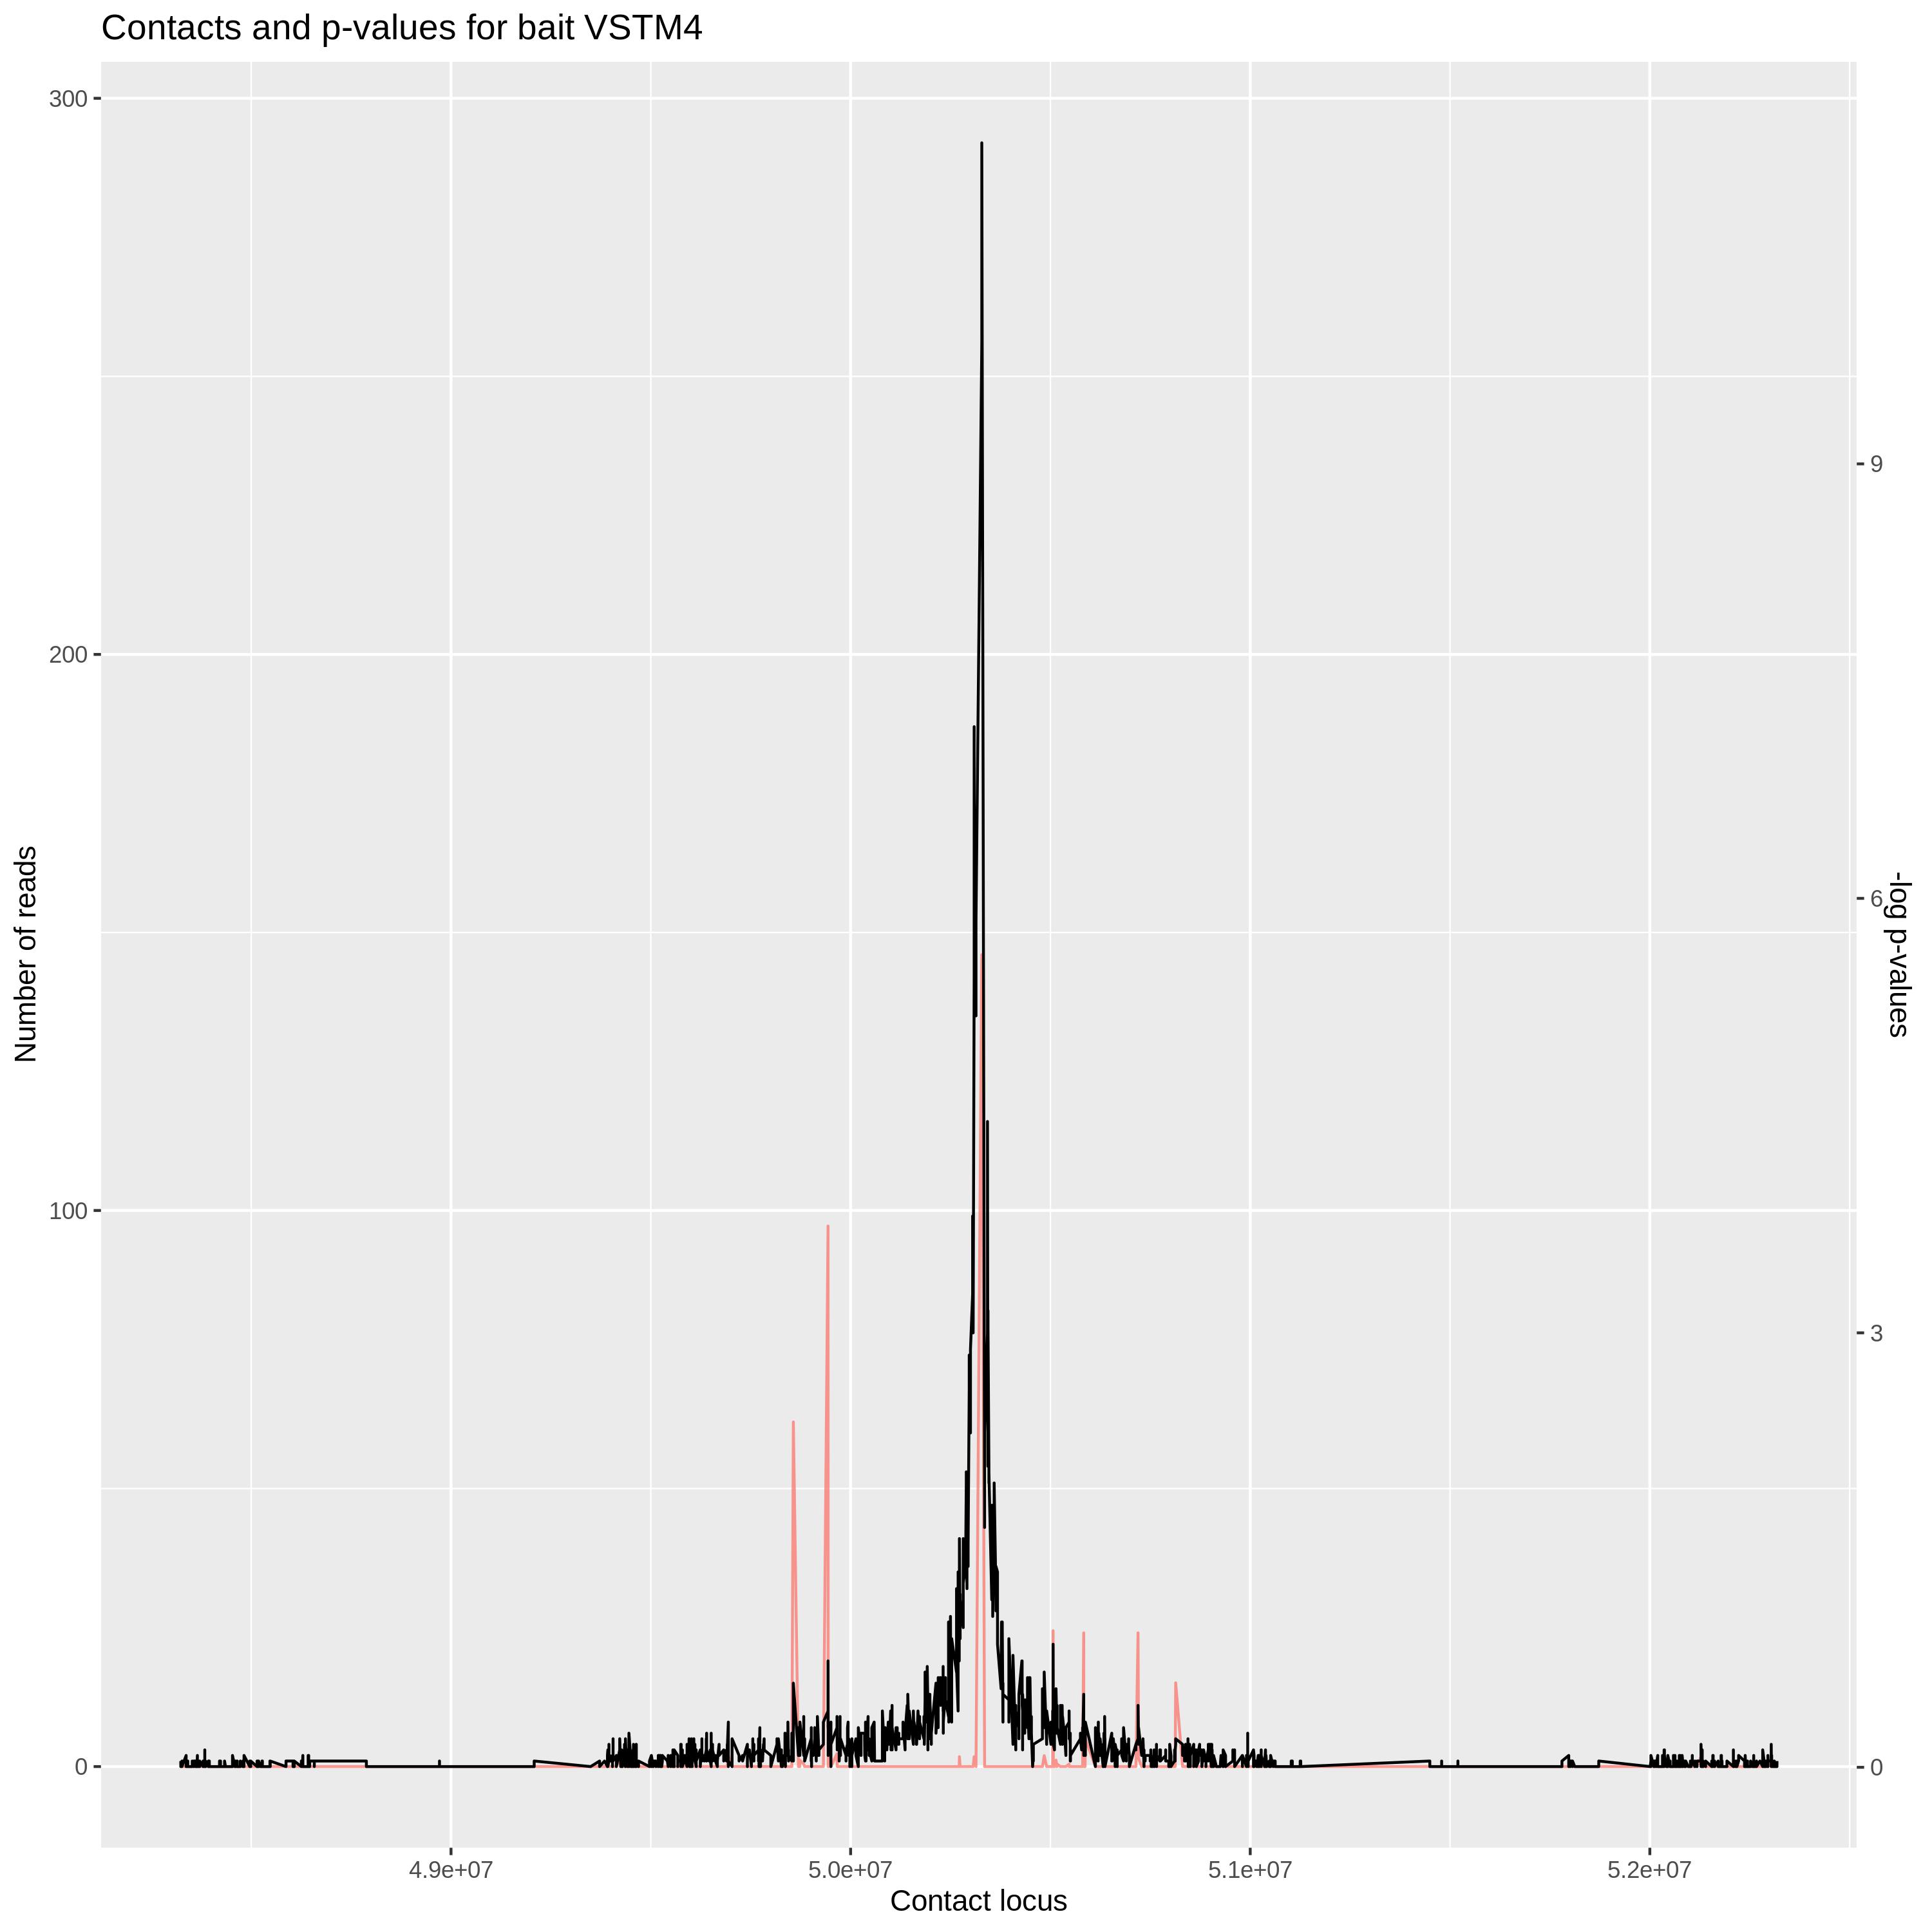 Contacts and p-values for bait VSTM4
300
200
100
0
Number of reads
9
6
3
0
-log p-values
4.9e+07
5.0e+07
5.1e+07
5.2e+07
Contact locus